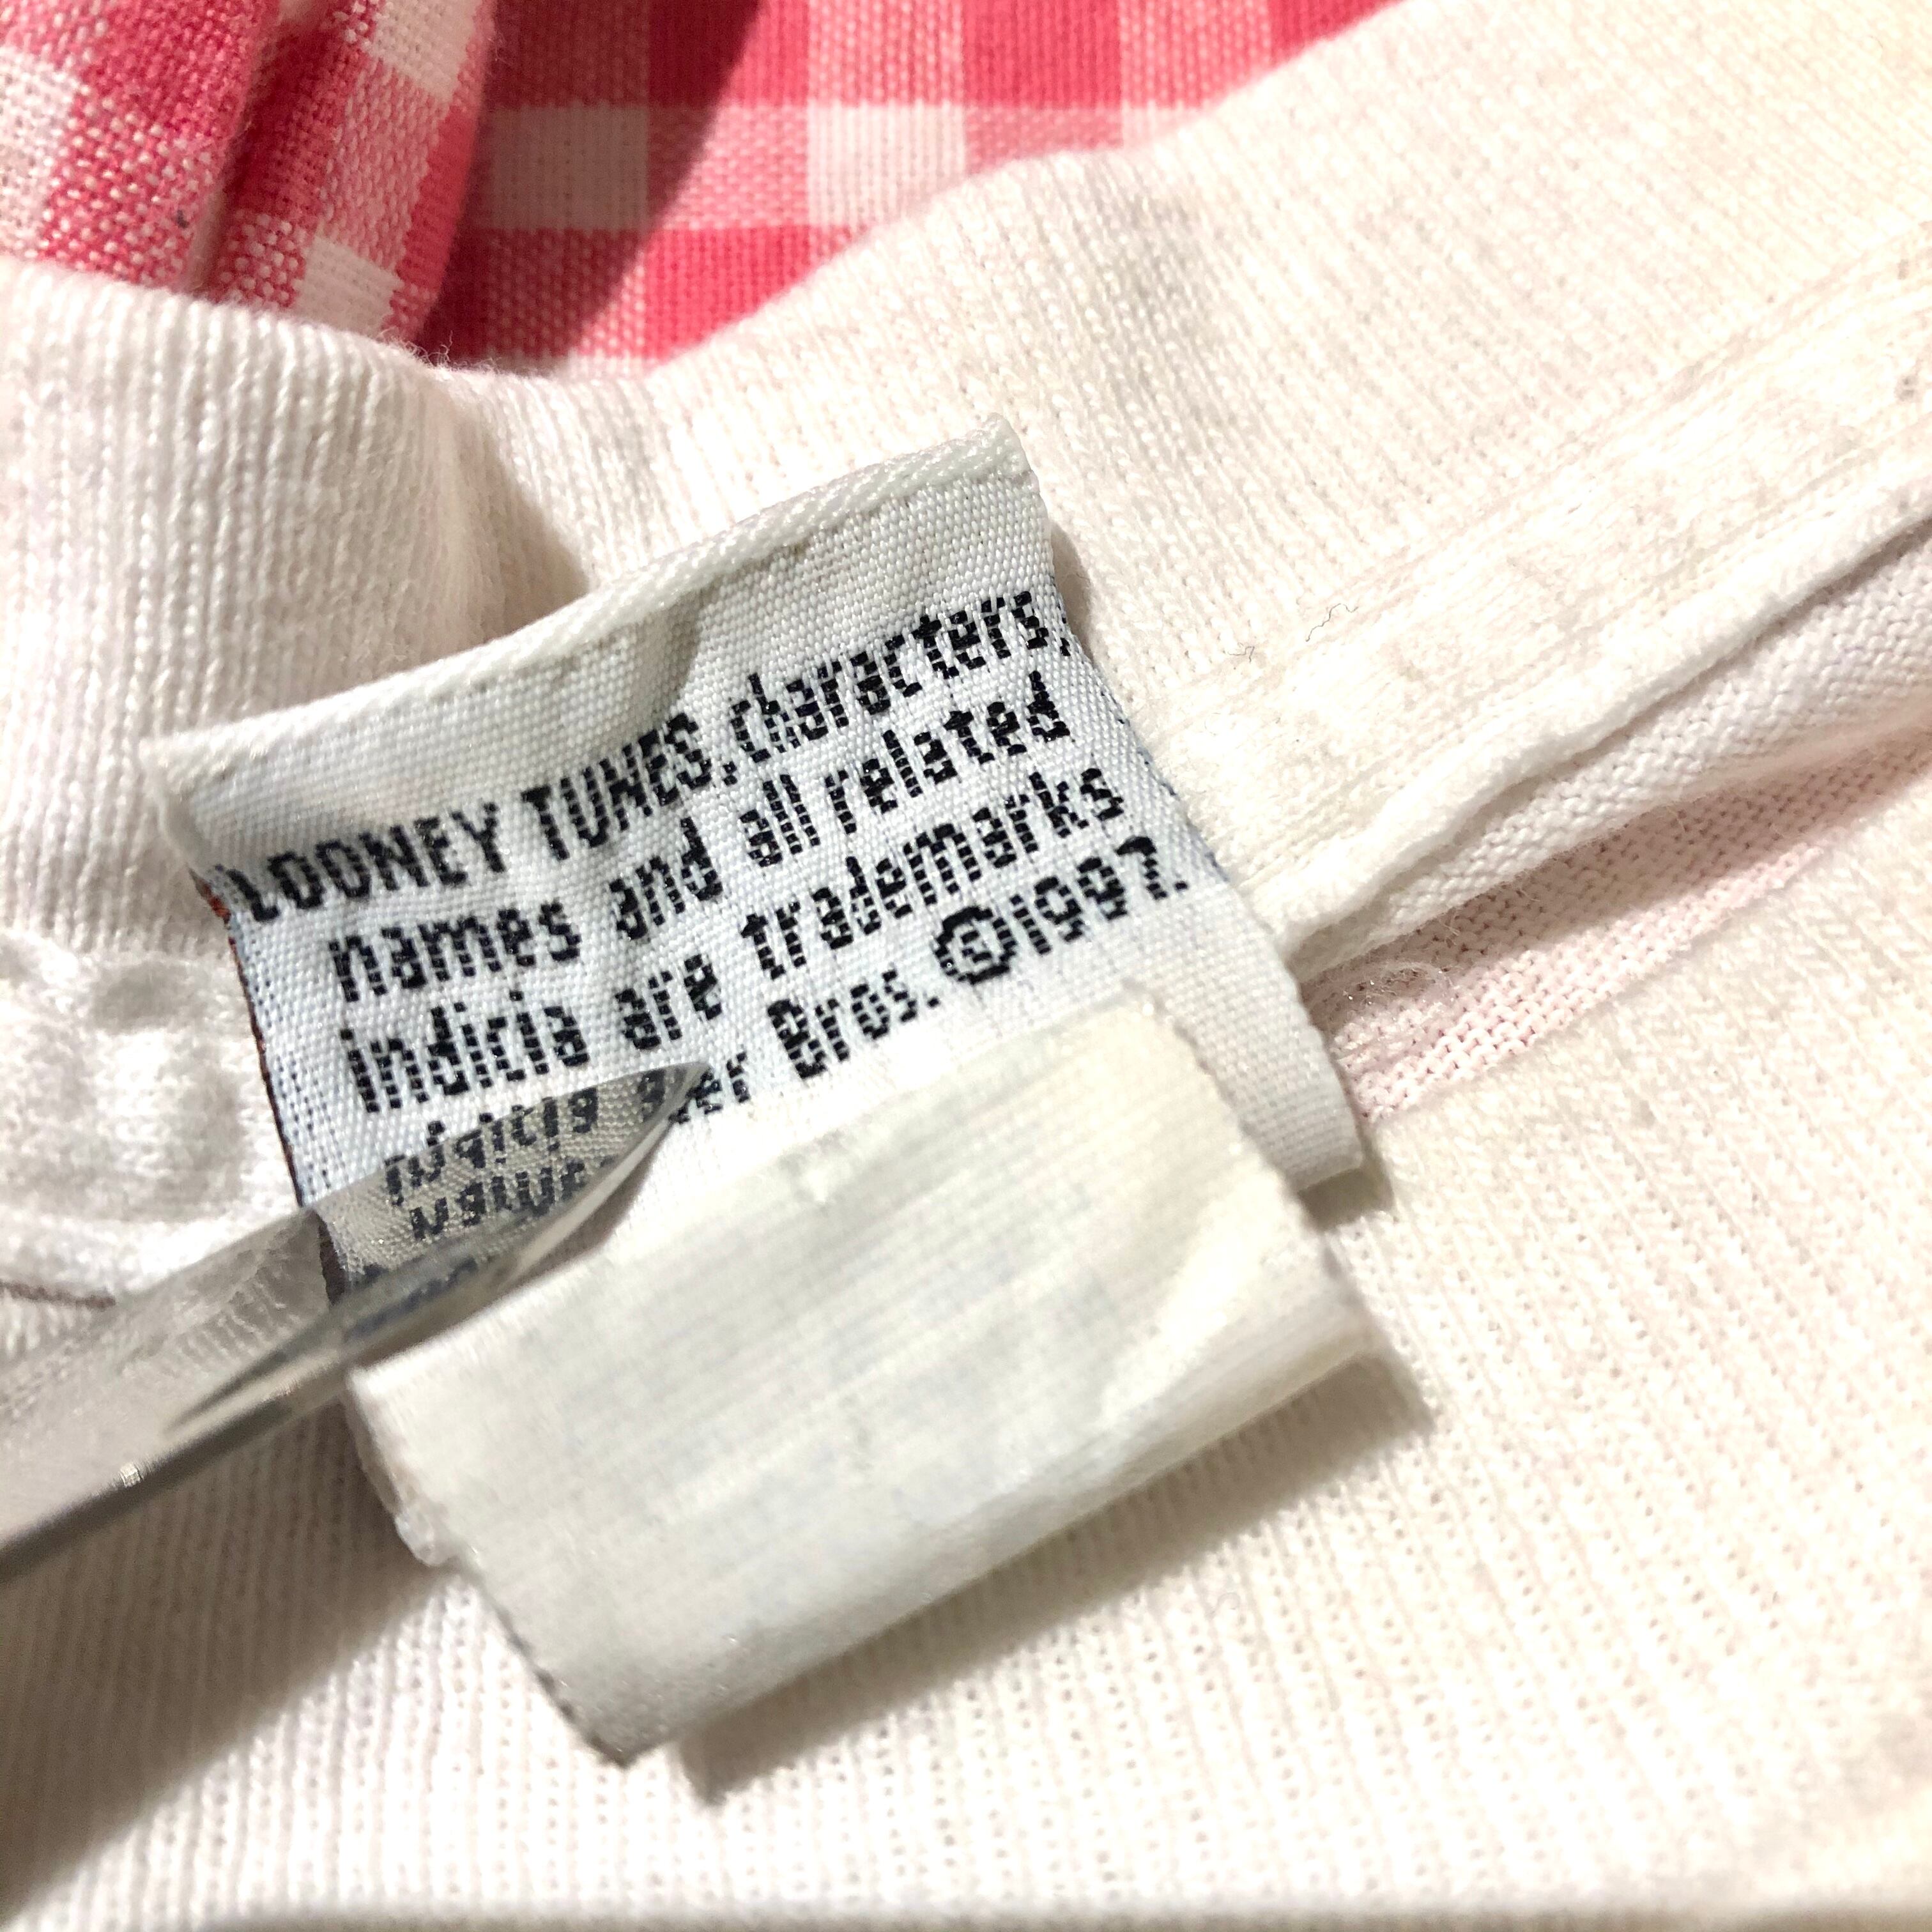 LOONEY TUNES, characters,
names and all related
indicia are trademarks
Bros. ©1997.